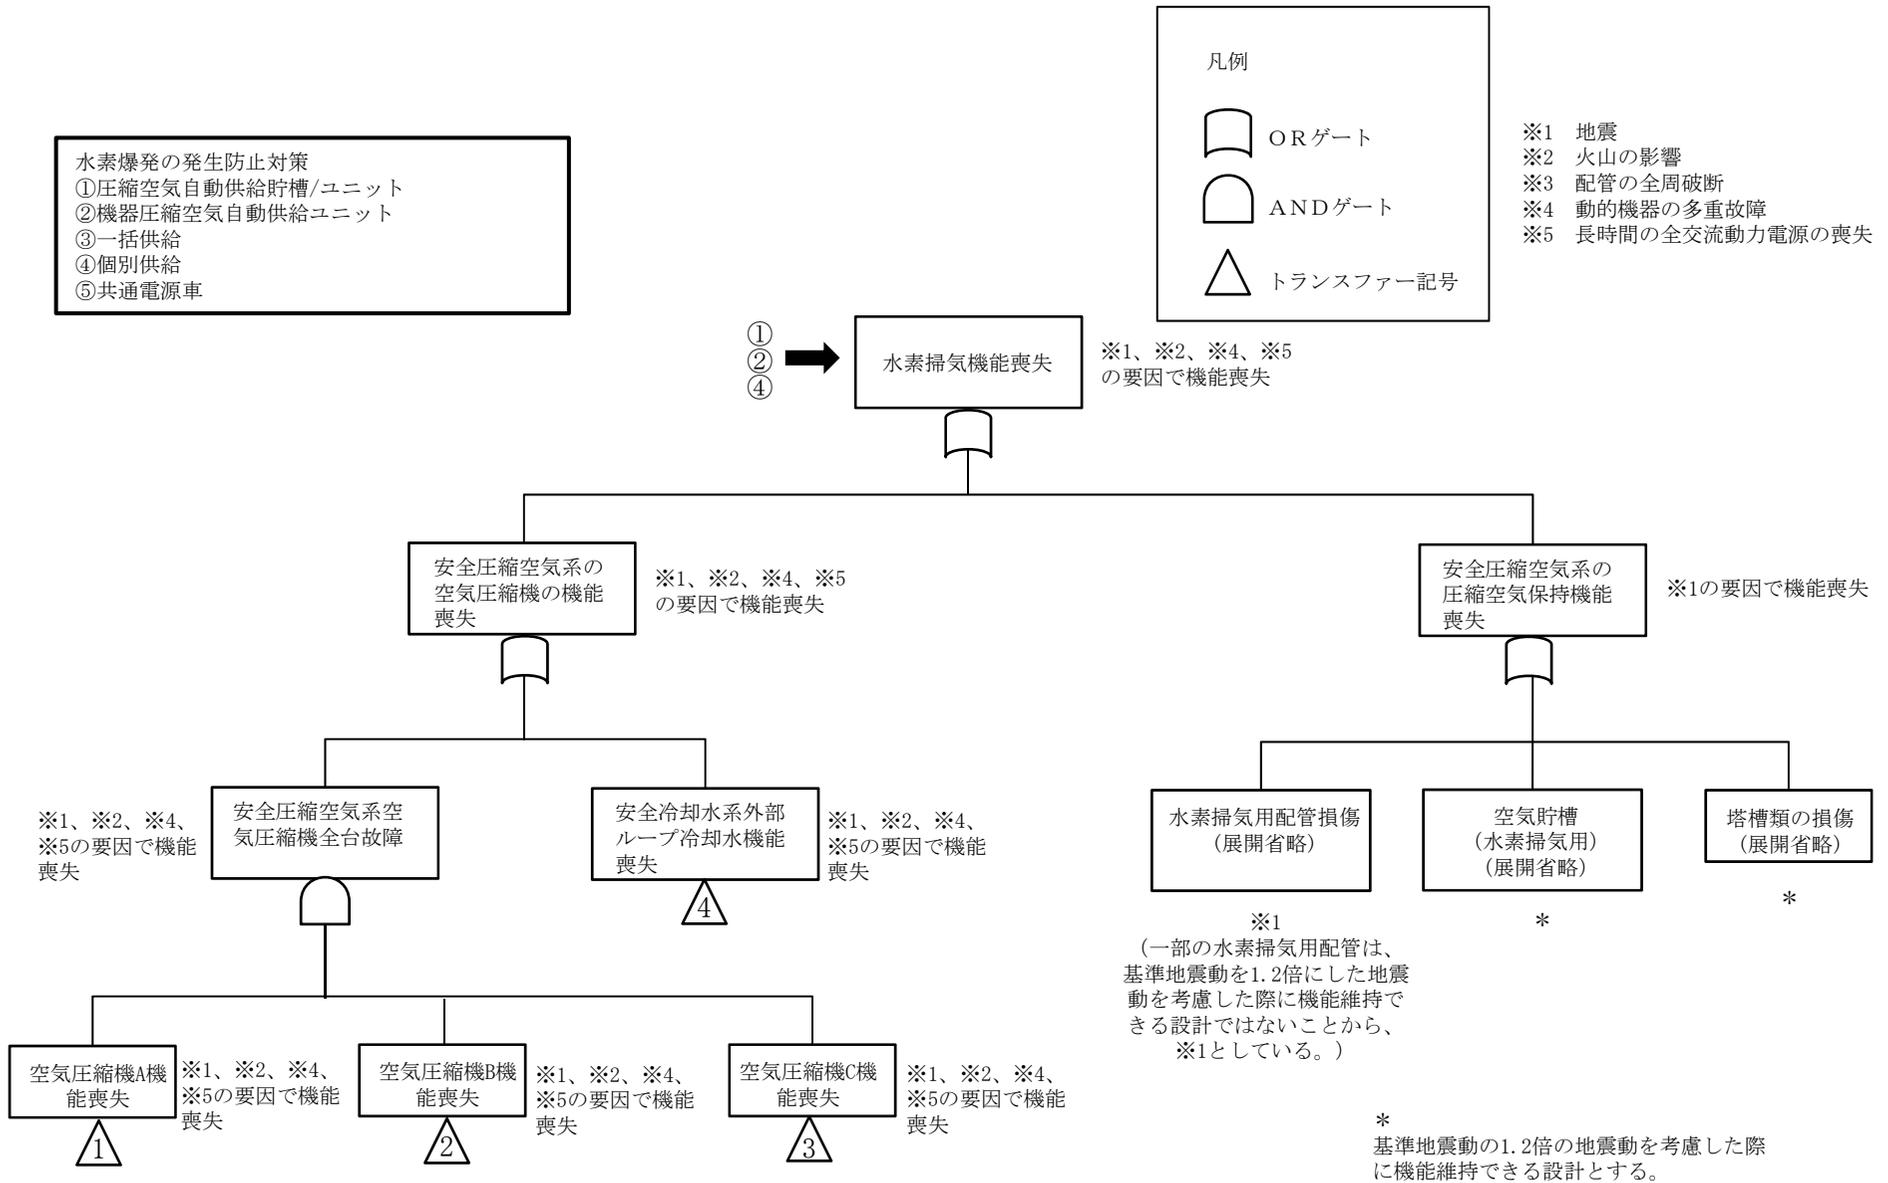 凡例
ORゲート
ANDゲート
トランスファー記号
※1 地震
※2 火山の影響
※3 配管の全周破断
※4 動的機器の多重故障
※5 長時間の全交流動力電源の喪失
水素爆発の発生防止対策
①圧縮空気自動供給貯槽/ユニット
②機器圧縮空気自動供給ユニット
③一括供給
④個別供給
⑤共通電源車
①
②
④
水素掃気機能喪失
※1、※2、※4、※5
の要因で機能喪失
安全圧縮空気系の
空気圧縮機の機能
喪失
※1、※2、※4、※5
の要因で機能喪失
安全圧縮空気系の
圧縮空気保持機能
喪失
※1の要因で機能喪失
※1、※2、※4、
※5の要因で機能
喪失
安全圧縮空気系空
気圧縮機全台故障
安全冷却水系外部
ループ冷却水機能
喪失
4
※1、※2、※4、
※5の要因で機能
喪失
水素掃気用配管損傷
(展開省略)
※1
(一部の水素掃気用配管は、
基準地震動を1.2倍にした地震
動を考慮した際に機能維持で
きる設計ではないことから、
※1としている。)
空気貯槽
(水素掃気用)
(展開省略)
*
塔槽類の損傷
(展開省略)
*
空気圧縮機A機
能喪失
1
※1、※2、※4、
※5の要因で機能
喪失
空気圧縮機B機
能喪失
2
※1、※2、※4、
※5の要因で機能
喪失
空気圧縮機C機
能喪失
3
※1、※2、※4、
※5の要因で機能
喪失
*
基準地震動の1.2倍の地震動を考慮した際
に機能維持できる設計とする。